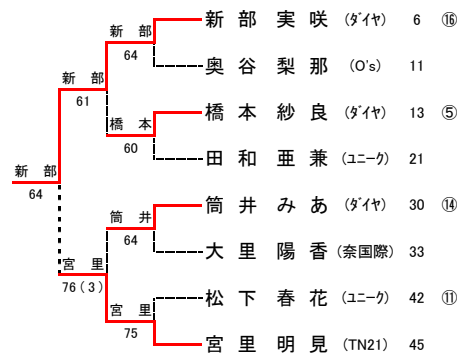 新部実咲 (ダイヤ) 6 ⑯
新部
64
奥谷梨那 (O's) 11
新部
61
橋本紗良 (ダイヤ) 13 ⑤
橋本
60
田和亜兼 (ユニーク) 21
新部
64
筒井みあ (ダイヤ) 30 ⑭
筒井
64
大里陽香 (奈国際) 33
宮里
76(3)
松下春花 (ユニーク) 42 ⑪
宮里
75
宮里明見 (TN21) 45